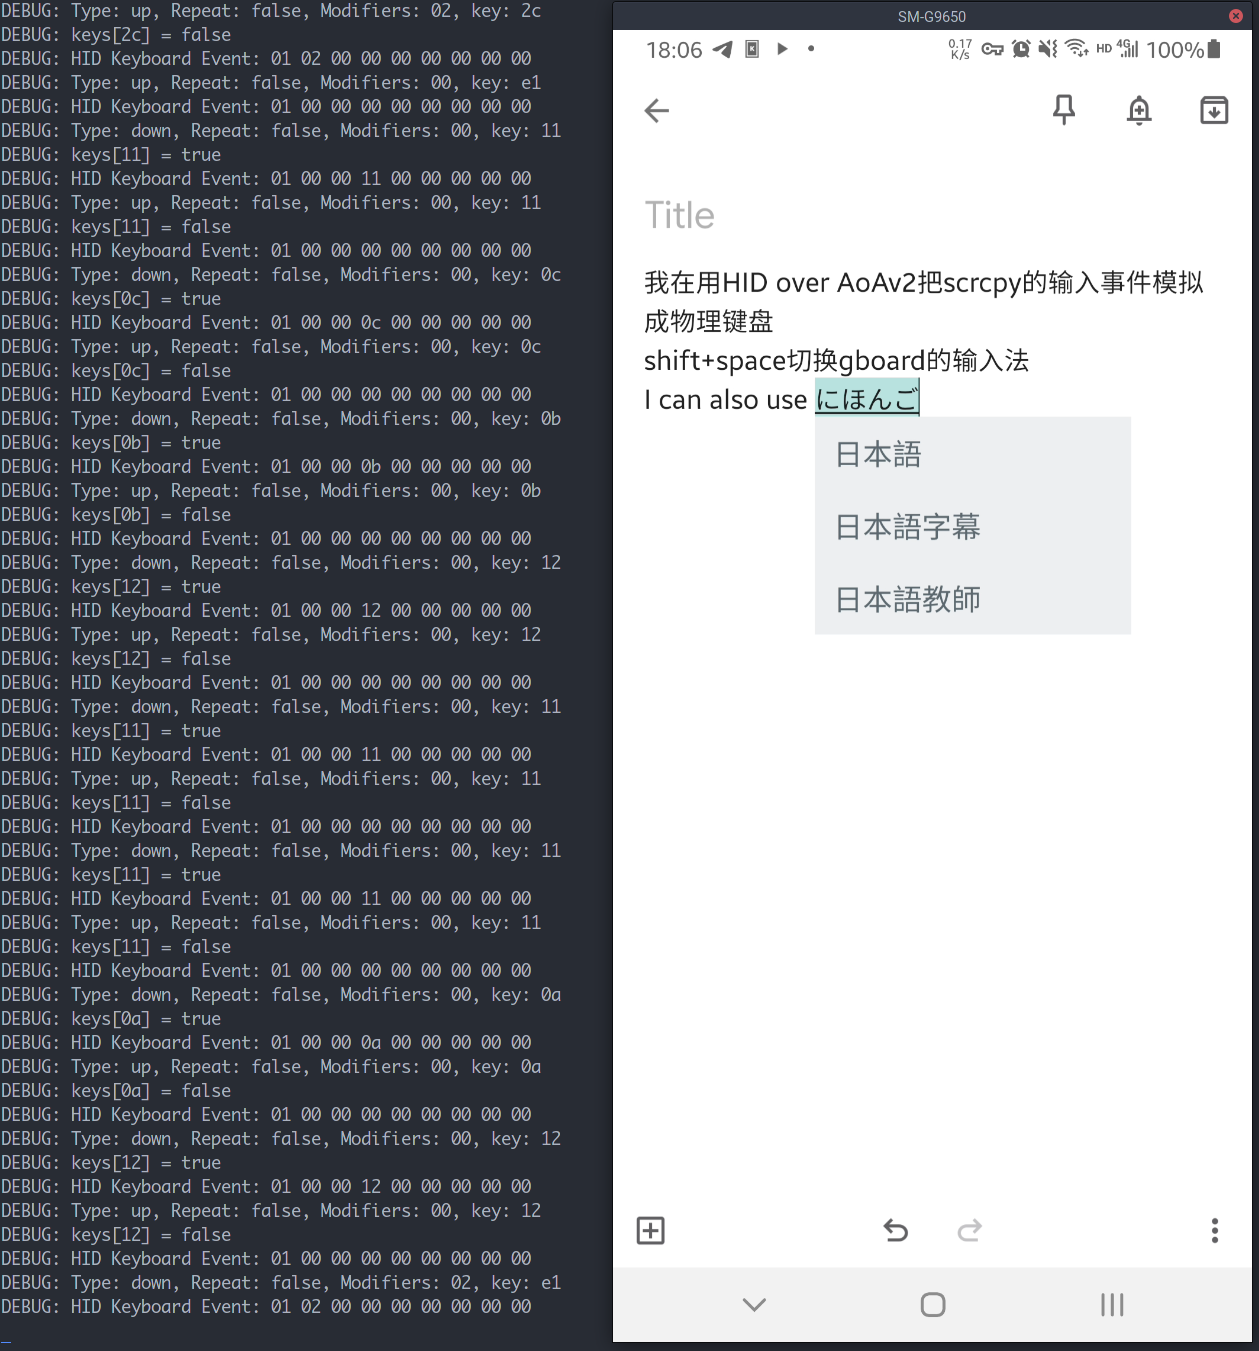 DEBUG: Type: up, Repeat: false, Modifiers: 02, key: 2c
DEBUG: keys[2c] = false
DEBUG: HID Keyboard Event: 01 02 00 00 00 00 00 00 00
DEBUG: Type: up, Repeat: false, Modifiers: 00, key: e1
DEBUG: HID Keyboard Event: 01 00 00 00 00 00 00 00 00
DEBUG: Type: down, Repeat: false, Modifiers: 00, key: 11
DEBUG: keys[11] = true
DEBUG: HID Keyboard Event: 01 00 00 11 00 00 00 00 00
DEBUG: Type: up, Repeat: false, Modifiers: 00, key: 11
DEBUG: keys[11] = false
DEBUG: HID Keyboard Event: 01 00 00 00 00 00 00 00 00
DEBUG: Type: down, Repeat: false, Modifiers: 00, key: 0c
DEBUG: keys[0c] = true
DEBUG: HID Keyboard Event: 01 00 00 0c 00 00 00 00 00
DEBUG: Type: up, Repeat: false, Modifiers: 00, key: 0c
DEBUG: keys[0c] = false
DEBUG: HID Keyboard Event: 01 00 00 00 00 00 00 00 00
DEBUG: Type: down, Repeat: false, Modifiers: 00, key: 0b
DEBUG: keys[0b] = true
DEBUG: HID Keyboard Event: 01 00 00 0b 00 00 00 00 00
DEBUG: Type: up, Repeat: false, Modifiers: 00, key: 0b
DEBUG: keys[0b] = false
DEBUG: HID Keyboard Event: 01 00 00 00 00 00 00 00 00
DEBUG: Type: down, Repeat: false, Modifiers: 00, key: 12
DEBUG: keys[12] = true
DEBUG: HID Keyboard Event: 01 00 00 12 00 00 00 00 00
DEBUG: Type: up, Repeat: false, Modifiers: 00, key: 12
DEBUG: keys[12] = false
DEBUG: HID Keyboard Event: 01 00 00 00 00 00 00 00 00
DEBUG: Type: down, Repeat: false, Modifiers: 00, key: 11
DEBUG: keys[11] = true
DEBUG: HID Keyboard Event: 01 00 00 11 00 00 00 00 00
DEBUG: Type: up, Repeat: false, Modifiers: 00, key: 11
DEBUG: keys[11] = false
DEBUG: HID Keyboard Event: 01 00 00 00 00 00 00 00 00
DEBUG: Type: down, Repeat: false, Modifiers: 00, key: 11
DEBUG: keys[11] = true
DEBUG: HID Keyboard Event: 01 00 00 11 00 00 00 00 00
DEBUG: Type: up, Repeat: false, Modifiers: 00, key: 11
DEBUG: keys[11] = false
DEBUG: HID Keyboard Event: 01 00 00 00 00 00 00 00 00
DEBUG: Type: down, Repeat: false, Modifiers: 00, key: 0a
DEBUG: keys[0a] = true
DEBUG: HID Keyboard Event: 01 00 00 0a 00 00 00 00 00
DEBUG: Type: up, Repeat: false, Modifiers: 00, key: 0a
DEBUG: keys[0a] = false
DEBUG: HID Keyboard Event: 01 00 00 00 00 00 00 00 00
DEBUG: Type: down, Repeat: false, Modifiers: 00, key: 12
DEBUG: keys[12] = true
DEBUG: HID Keyboard Event: 01 00 00 12 00 00 00 00 00
DEBUG: Type: up, Repeat: false, Modifiers: 00, key: 12
DEBUG: keys[12] = false
DEBUG: HID Keyboard Event: 01 00 00 00 00 00 00 00 00
DEBUG: Type: down, Repeat: false, Modifiers: 02, key: e1
DEBUG: HID Keyboard Event: 01 02 00 00 00 00 00 00 00
SM-G9650
18:06 0.17 K/s HD 4G 100%
Title
我在用HID over AoAv2把scrcpy的输入事件模拟
成物理键盘
shift+space切换gboard的输入法
I can also use にほんご
日本語
日本語字幕
日本語教師